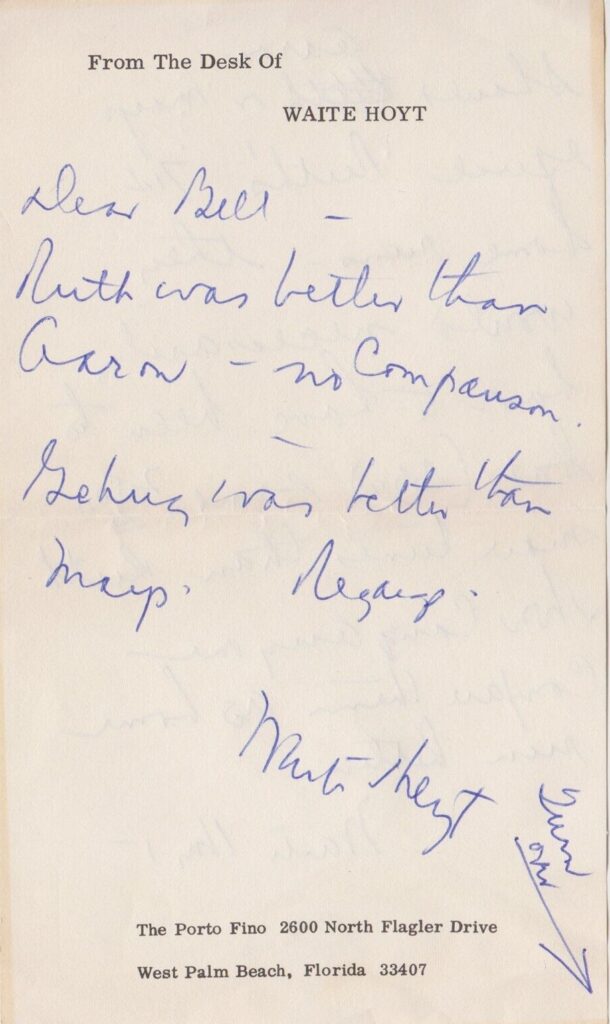 From The Desk Of
WAITE HOYT
Dear Bill –
Ruth was better than
Aaron – no Comparison.
–
Gehrig was better than
Mays. Regards.
Waite Hoyt
Turn
over
The Porto Fino 2600 North Flagler Drive
West Palm Beach, Florida 33407